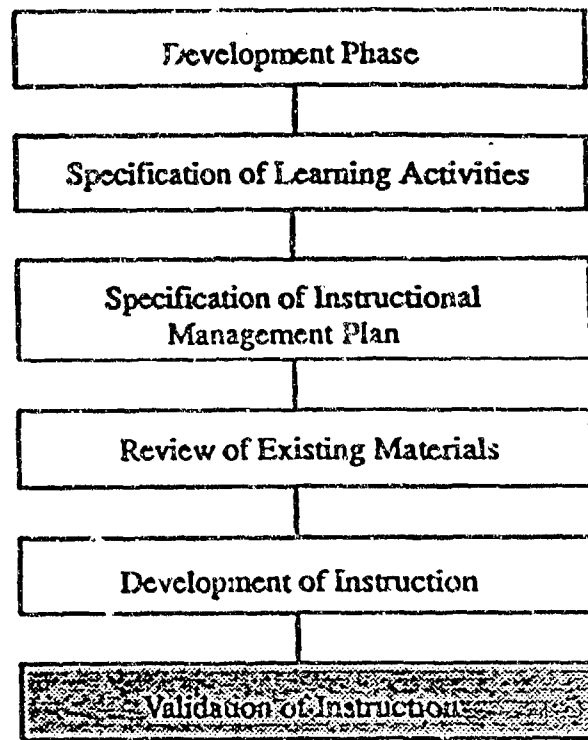 Development Phase
Specification of Learning Activities
Specification of Instructional
Management Plan
Review of Existing Materials
Development of Instruction
Validation of Instruction